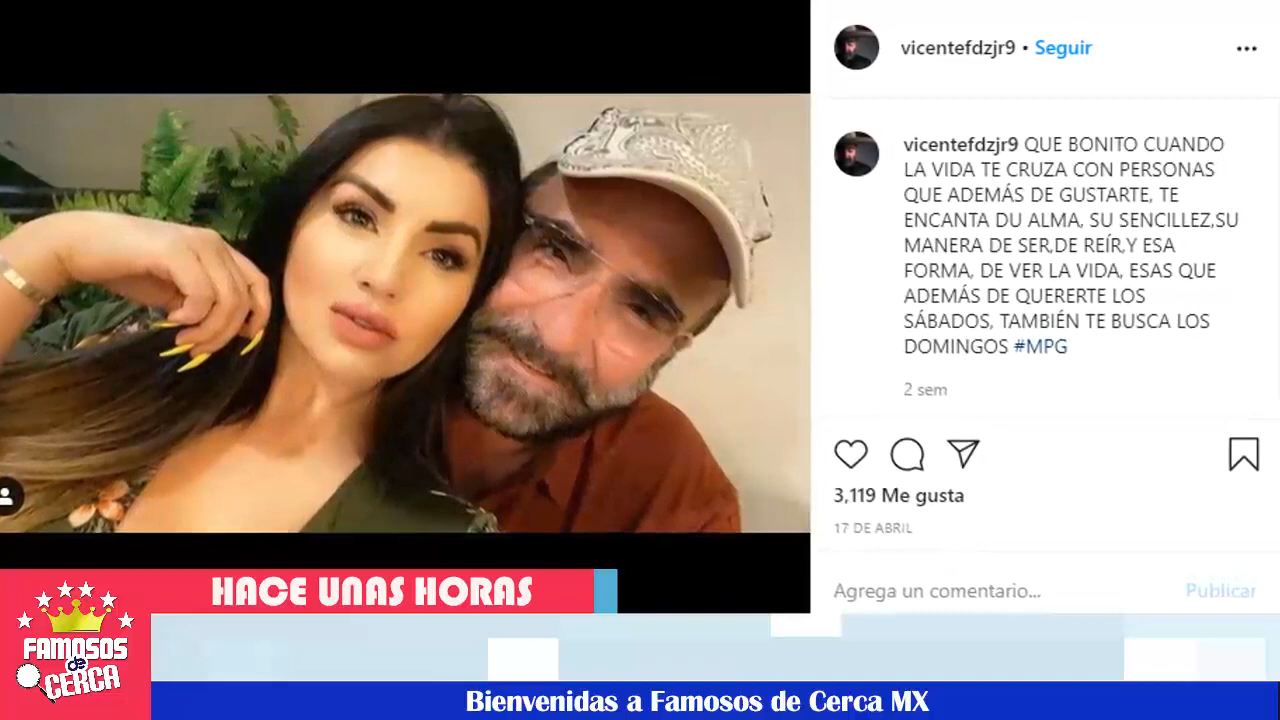 vicentefdzjr9 • Seguir
vicentefdzjr9 QUE BONITO CUANDO
LA VIDA TE CRUZA CON PERSONAS
QUE ADEMÁS DE GUSTARTE, TE
ENCANTA DU ALMA, SU SENCILLEZ,SU
MANERA DE SER,DE REÍR,Y ESA
FORMA, DE VER LA VIDA, ESAS QUE
ADEMÁS DE QUERERTE LOS
SÁBADOS, TAMBIÉN TE BUSCA LOS
DOMINGOS #MPG
2 sem
3,119 Me gusta
17 DE ABRIL
Agrega un comentario... Publicar
HACE UNAS HORAS
FAMOSOS
de
CERCA
Bienvenidas a Famosos de Cerca MX